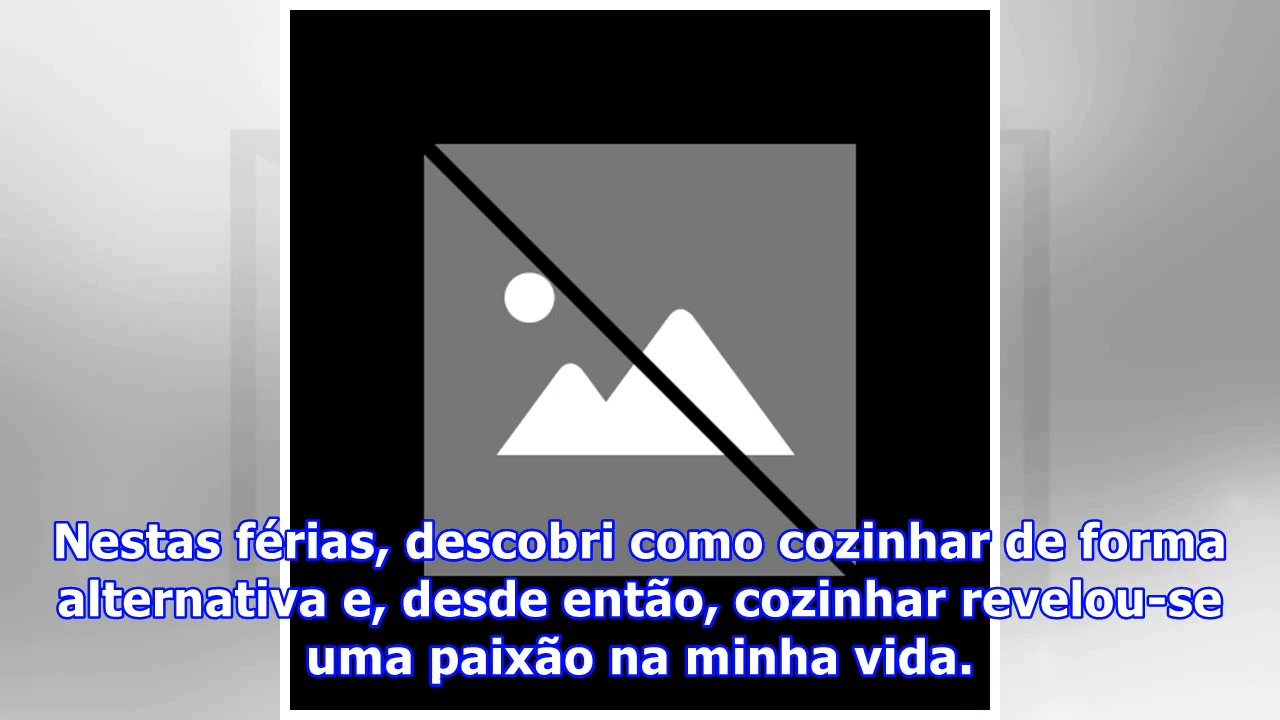 Nestas férias, descobri como cozinhar de forma
alternativa e, desde então, cozinhar revelou-se
uma paixão na minha vida.